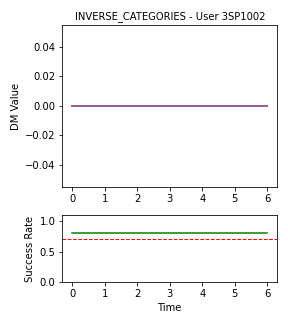 INVERSE_CATEGORIES - User 3SP1002
0.04
0.02
0.00
−0.02
−0.04
DM Value
0 1 2 3 4 5 6
1.0
0.5
0.0
Success Rate
0 1 2 3 4 5 6
Time